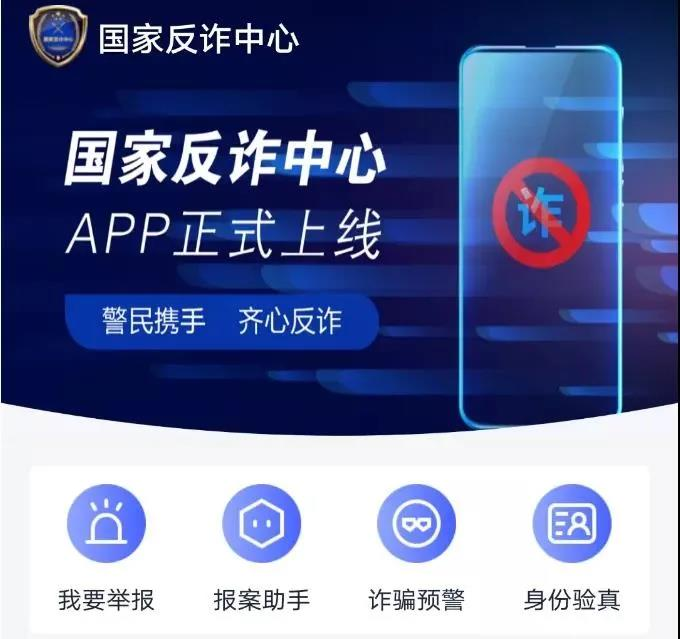 国家反诈中心
国家反诈中心
APP正式上线
警民携手 齐心反诈
诈
我要举报 报案助手 诈骗预警 身份验真